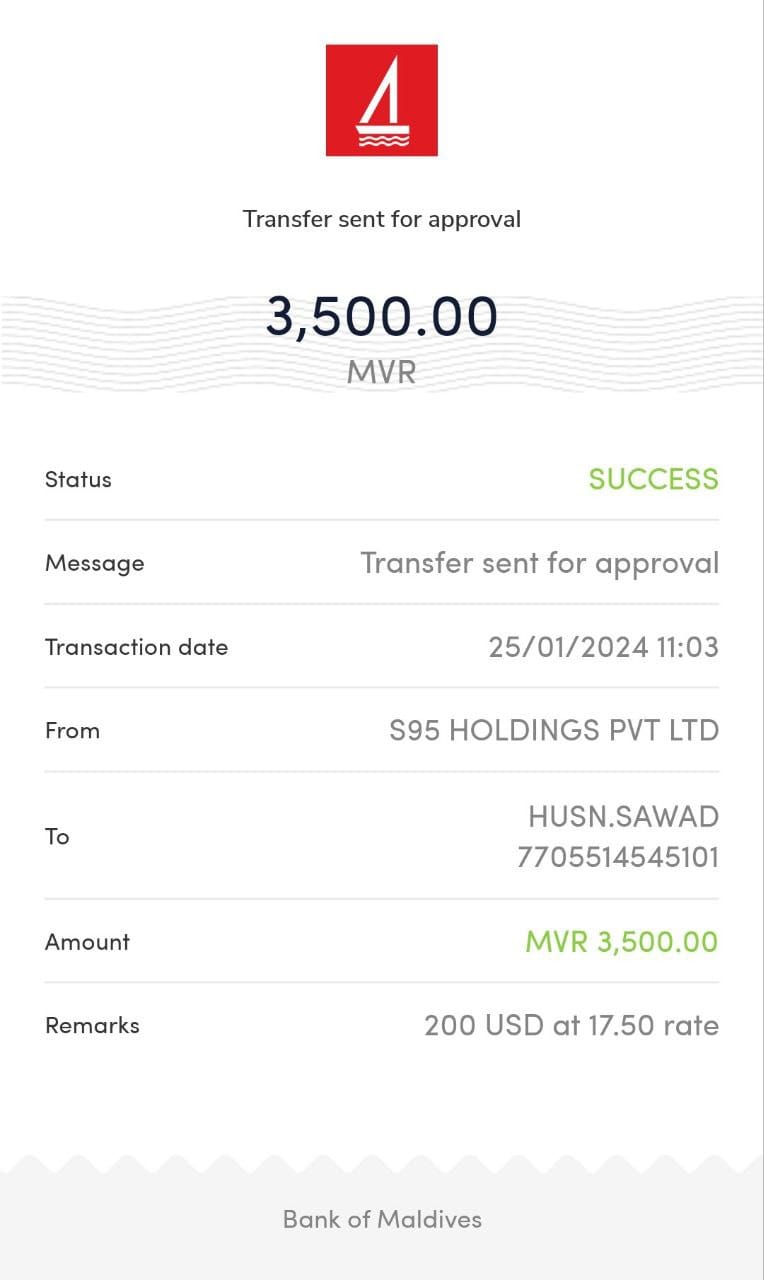 Transfer sent for approval
3,500.00
MVR
Status SUCCESS
Message Transfer sent for approval
Transaction date 25/01/2024 11:03
From S95 HOLDINGS PVT LTD
To HUSN.SAWAD
7705514545101
Amount MVR 3,500.00
Remarks 200 USD at 17.50 rate
Bank of Maldives